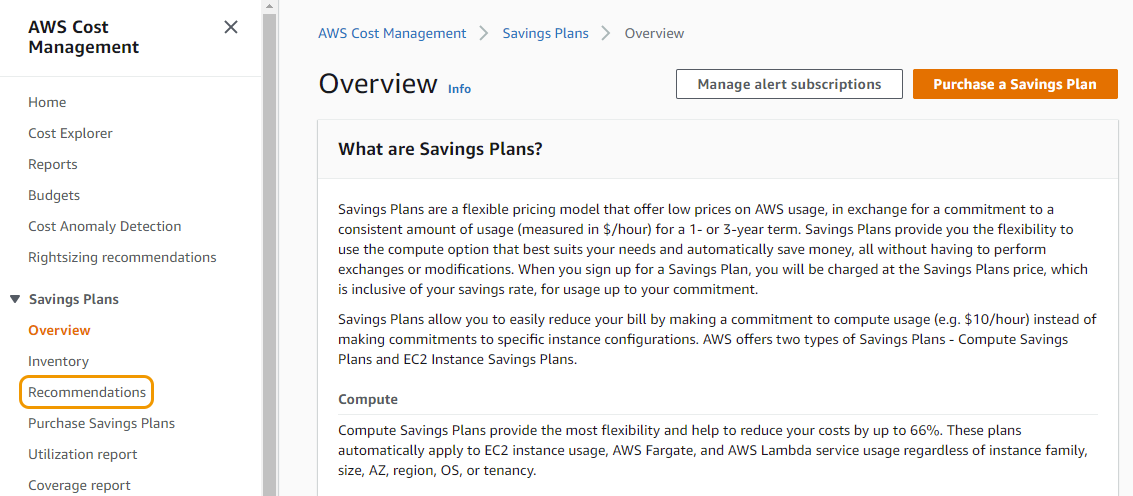 AWS Cost
Management
Home
Cost Explorer
Reports
Budgets
Cost Anomaly Detection
Rightsizing recommendations
Savings Plans
Overview
Inventory
Recommendations
Purchase Savings Plans
Utilization report
Coverage report
AWS Cost Management > Savings Plans > Overview
Overview Info
Manage alert subscriptions
Purchase a Savings Plan
What are Savings Plans?
Savings Plans are a flexible pricing model that offer low prices on AWS usage, in exchange for a commitment to a
consistent amount of usage (measured in $/hour) for a 1- or 3-year term. Savings Plans provide you the flexibility to
use the compute option that best suits your needs and automatically save money, all without having to perform
exchanges or modifications. When you sign up for a Savings Plan, you will be charged at the Savings Plans price, which
is inclusive of your savings rate, for usage up to your commitment.
Savings Plans allow you to easily reduce your bill by making a commitment to compute usage (e.g. $10/hour) instead of
making commitments to specific instance configurations. AWS offers two types of Savings Plans - Compute Savings
Plans and EC2 Instance Savings Plans.
Compute
Compute Savings Plans provide the most flexibility and help to reduce your costs by up to 66%. These plans
automatically apply to EC2 instance usage, AWS Fargate, and AWS Lambda service usage regardless of instance family,
size, AZ, region, OS, or tenancy.